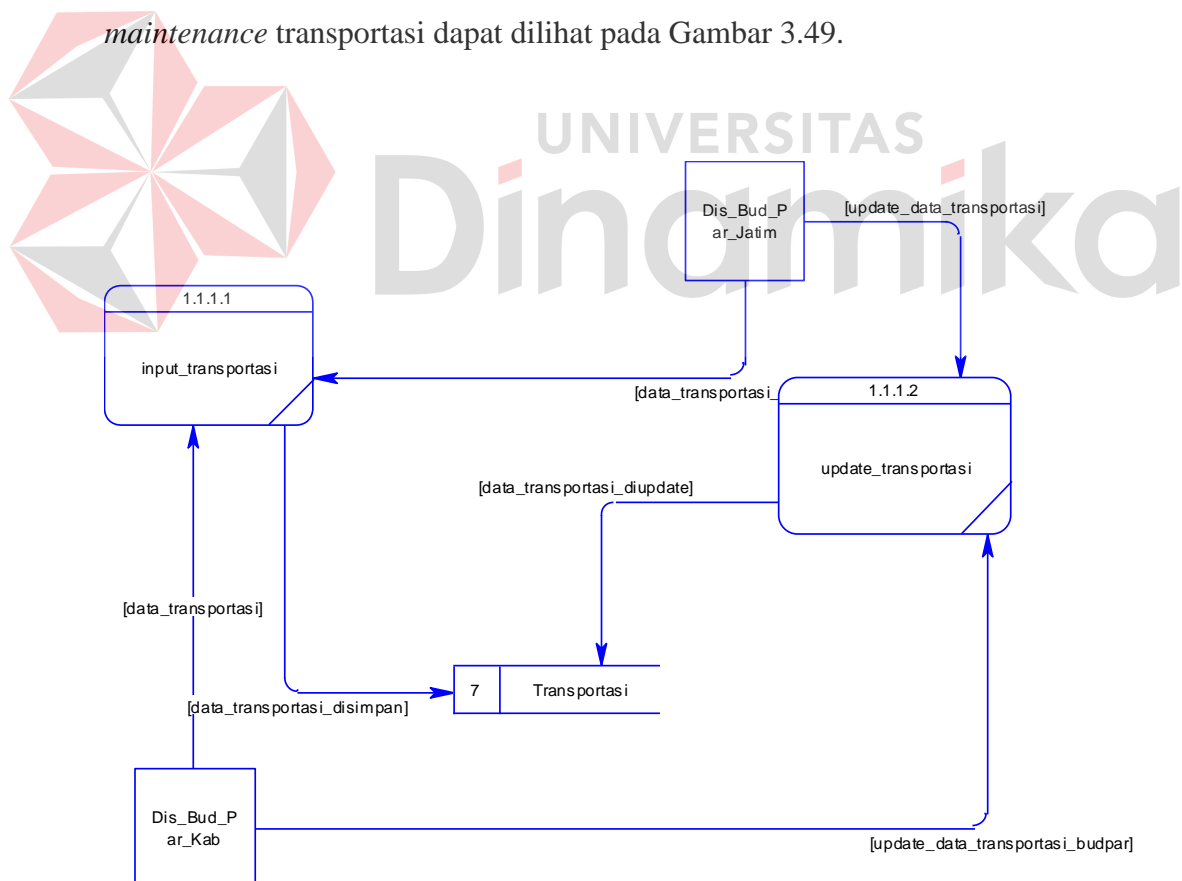 maintenance transportasi dapat dilihat pada Gambar 3.49.
UNIVERSITAS
Dinamika
Dis_Bud_P
ar_Jatim
[update_data_transportasi]
1.1.1.1
input_transportasi
[data_transportasi_
1.1.1.2
update_transportasi
[data_transportasi_diupdate]
[data_transportasi]
7 Transportasi
[data_transportasi_disimpan]
Dis_Bud_P
ar_Kab
[update_data_transportasi_budpar]